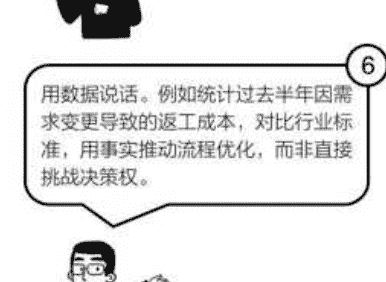 6
用数据说话。例如统计过去半年因需
求变更导致的返工成本，对比行业标
准，用事实推动流程优化，而非直接
挑战决策权。